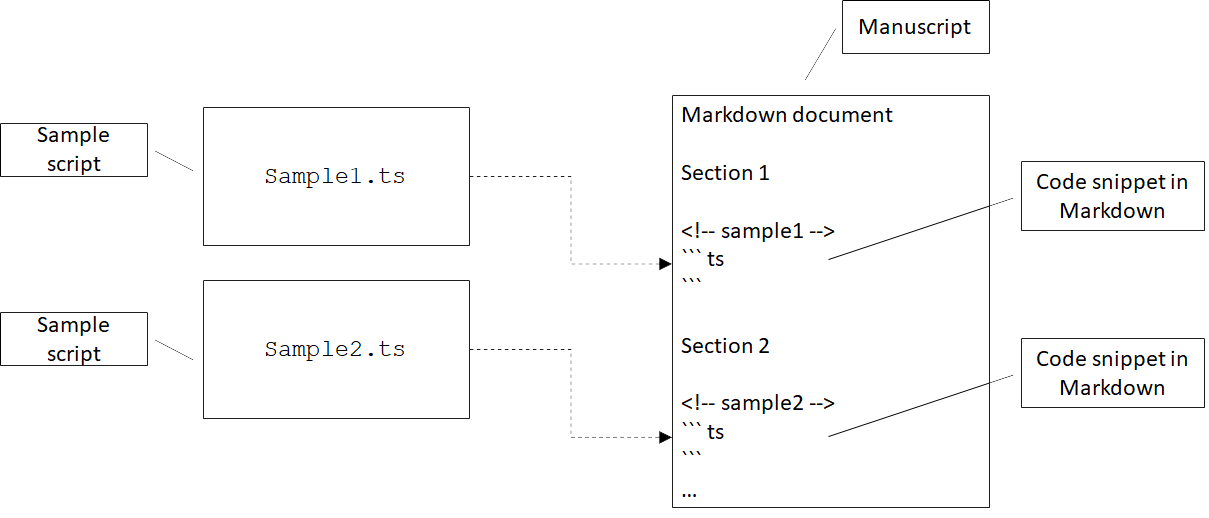 Manuscript
Markdown document
Sample
script
Sample1.ts
Section 1
Code snippet in
Markdown
<!-- sample1 -->
``` ts
```
Sample
script
Sample2.ts
Section 2
Code snippet in
Markdown
<!-- sample2 -->
``` ts
```
...